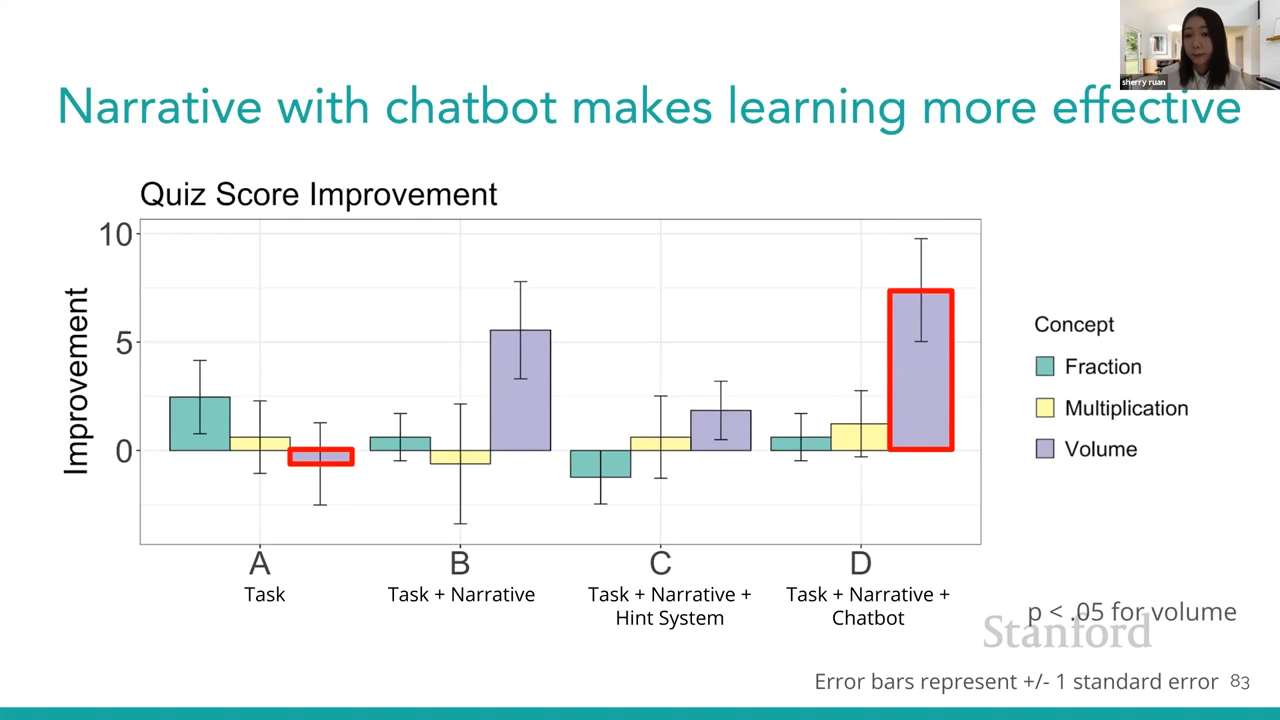 sherry ruan
Narrative with chatbot makes learning more effective
Quiz Score Improvement
Improvement
10
5
0
A
B
C
D
Task
Task + Narrative
Task + Narrative +
Hint System
Task + Narrative +
Chatbot
Concept
Fraction
Multiplication
Volume
p < .05 for volume
Stanford
Error bars represent +/- 1 standard error
83